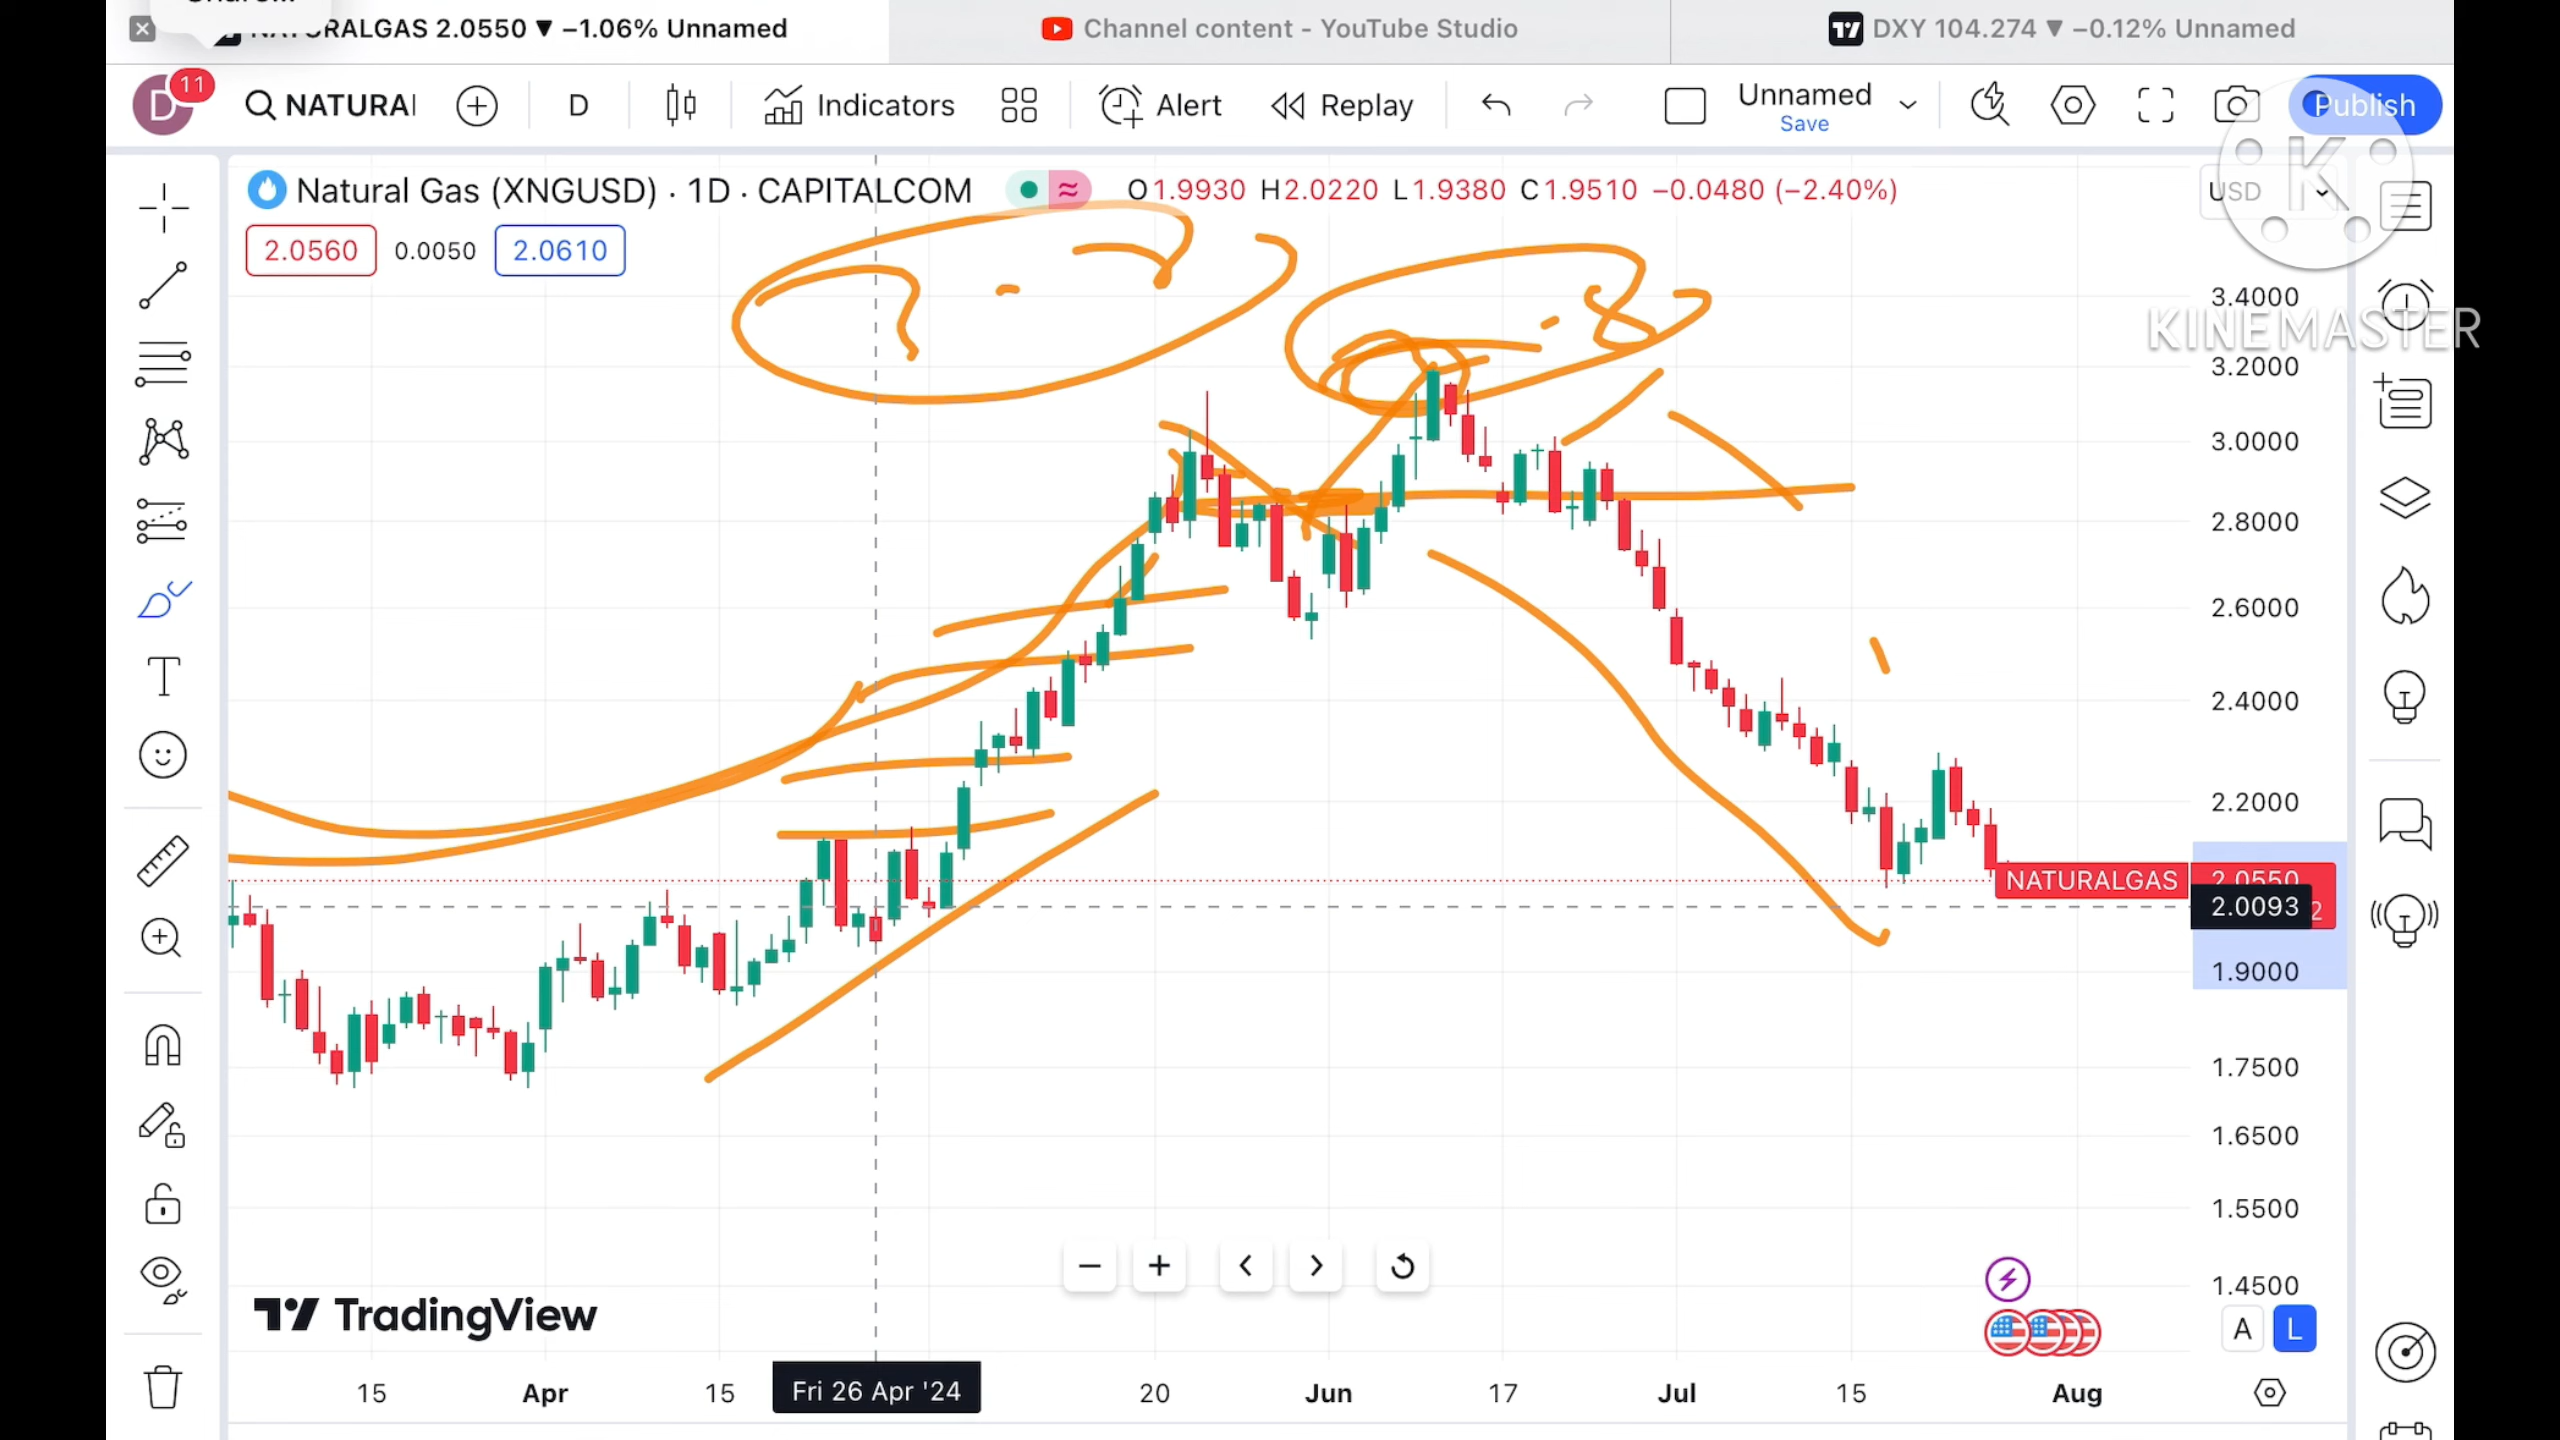 NATURALGAS 2.0550 ▼ −1.06% Unnamed
Channel content - YouTube Studio
DXY 104.274 ▼ −0.12% Unnamed
D
11
NATURAL
D
Indicators
Alert
Replay
Unnamed
Save
Publish
Natural Gas (XNGUSD) · 1D · CAPITALCOM
O1.9930 H2.0220 L1.9380 C1.9510 −0.0480 (−2.40%)
USD
2.0560
0.0050
2.0610
K
KINEMASTER
3.4000
3.2000
3.0000
2.8000
2.6000
2.4000
2.2000
NATURALGAS
2.0550
2.0093
1.9000
1.7500
1.6500
1.5500
1.4500
TradingView
A
L
15
Apr
15
Fri 26 Apr '24
20
Jun
17
Jul
15
Aug